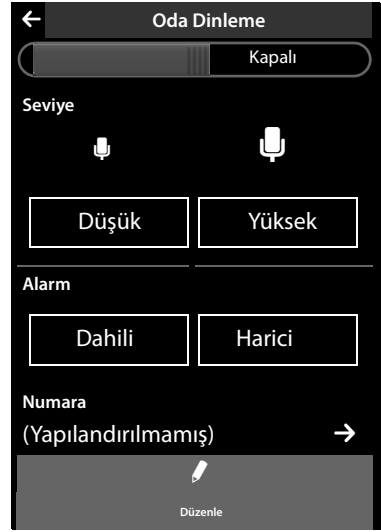 Oda Dinleme
Kapalı
Seviye
Düşük Yüksek
Alarm
Dahili Harici
Numara
(Yapılandırılmamış)
Düzenle